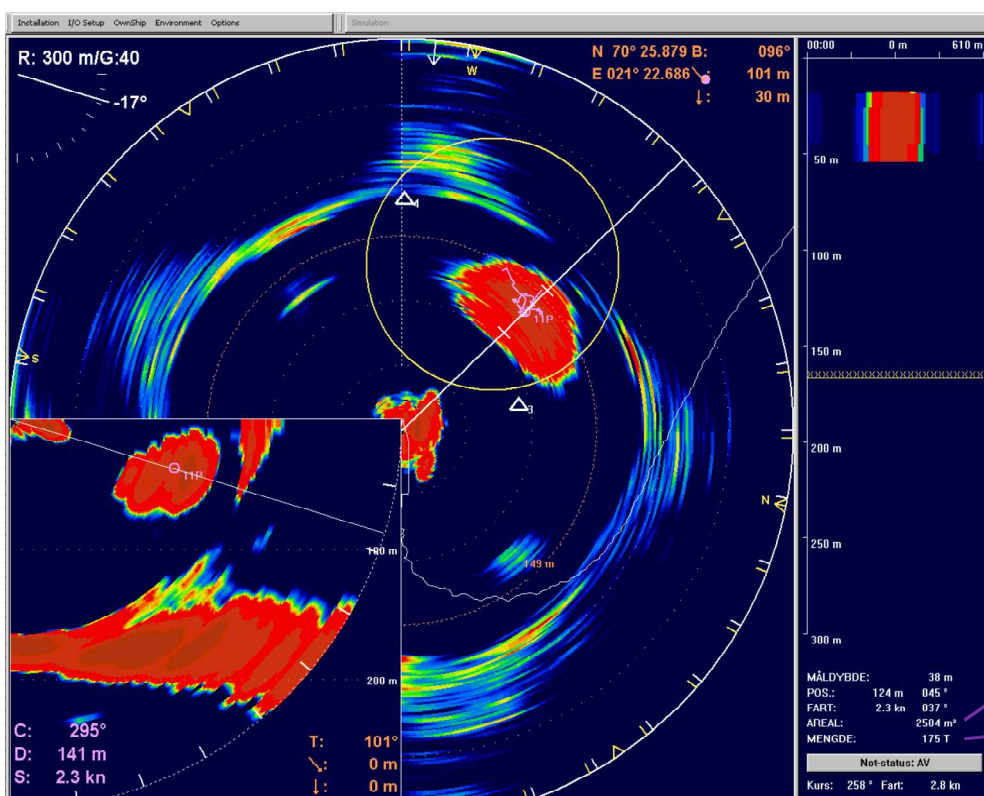 Installation I/O Setup OwnShip Environment Options Simulation
R: 300 m/G:40
-17°
N 70° 25.879 B: 096°
E 021° 22.686 : 101 m
↓: 30 m
00:00 0 m 610 m
W
50 m
4
100 m
11P
S
150 m
3
200 m
N
11P
100 m
149 m
250 m
300 m
200 m
MÅLDYBDE: 38 m
POS.: 124 m 045 °
FART: 2.3 kn 037 °
AREAL: 2504 m²
MENGDE: 175 T
C: 295°
D: 141 m
S: 2.3 kn
T: 101°
↘: 0 m
↓: 0 m
Not-status: AV
Kurs: 258 ° Fart: 2.8 kn